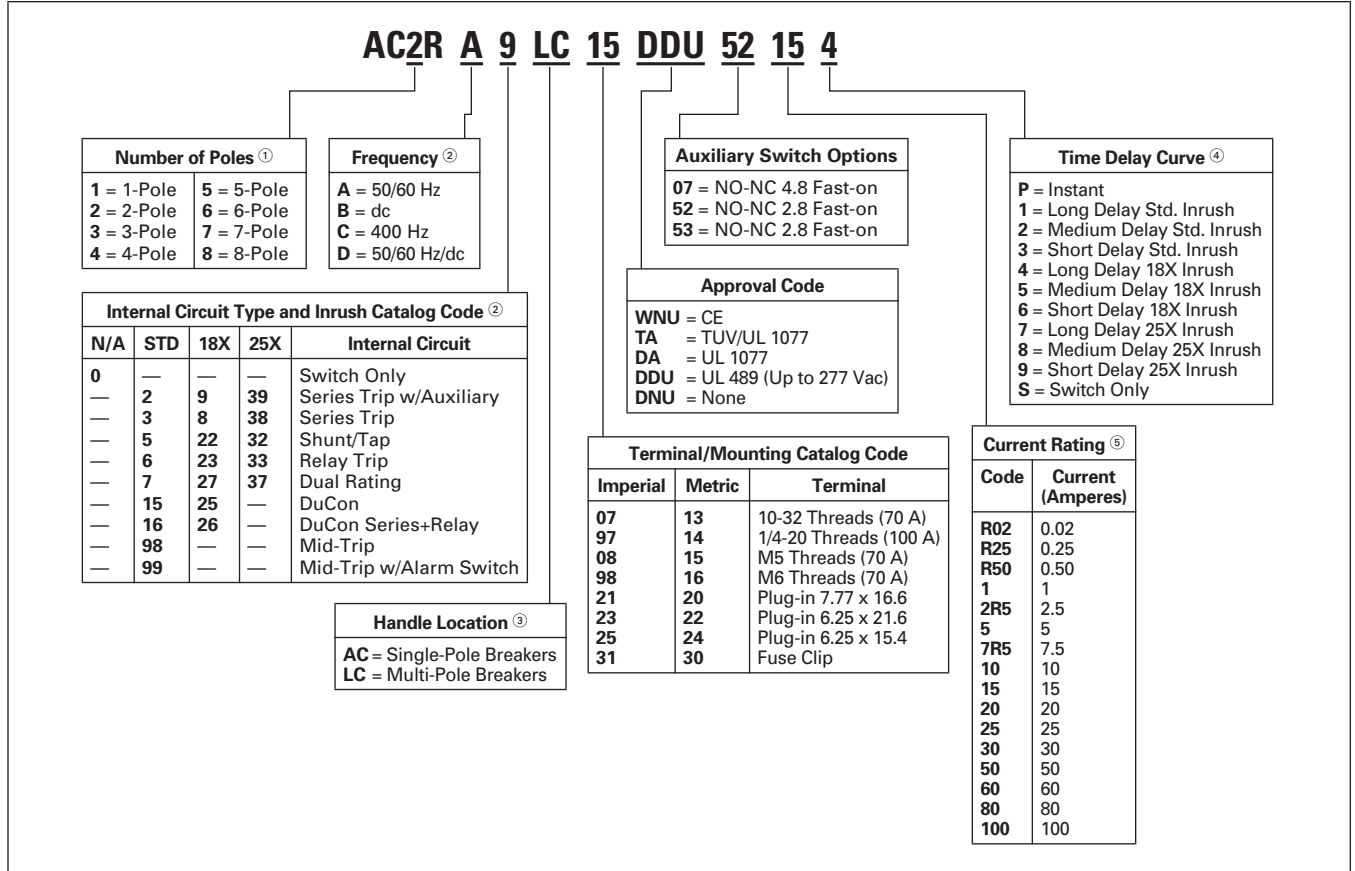 AC2R A 9 LC 15 DDU 52 15 4
Number of Poles ①
1 = 1-Pole 5 = 5-Pole
2 = 2-Pole 6 = 6-Pole
3 = 3-Pole 7 = 7-Pole
4 = 4-Pole 8 = 8-Pole
Frequency ②
A = 50/60 Hz
B = dc
C = 400 Hz
D = 50/60 Hz/dc
Auxiliary Switch Options
07 = NO-NC 4.8 Fast-on
52 = NO-NC 2.8 Fast-on
53 = NO-NC 2.8 Fast-on
Time Delay Curve ④
P = Instant
1 = Long Delay Std. Inrush
2 = Medium Delay Std. Inrush
3 = Short Delay Std. Inrush
4 = Long Delay 18X Inrush
5 = Medium Delay 18X Inrush
6 = Short Delay 18X Inrush
7 = Long Delay 25X Inrush
8 = Medium Delay 25X Inrush
9 = Short Delay 25X Inrush
S = Switch Only
Internal Circuit Type and Inrush Catalog Code ②
N/A STD 18X 25X Internal Circuit
0 — — — Switch Only
— 2 9 39 Series Trip w/Auxiliary
— 3 8 38 Series Trip
— 5 22 32 Shunt/Tap
— 6 23 33 Relay Trip
— 7 27 37 Dual Rating
— 15 25 — DuCon
— 16 26 — DuCon Series+Relay
— 98 — — Mid-Trip
— 99 — — Mid-Trip w/Alarm Switch
Approval Code
WNU = CE
TA = TUV/UL 1077
DA = UL 1077
DDU = UL 489 (Up to 277 Vac)
DNU = None
Handle Location ③
AC = Single-Pole Breakers
LC = Multi-Pole Breakers
Terminal/Mounting Catalog Code
Imperial Metric Terminal
07 13 10-32 Threads (70 A)
97 14 1/4-20 Threads (100 A)
08 15 M5 Threads (70 A)
98 16 M6 Threads (70 A)
21 20 Plug-in 7.77 x 16.6
23 22 Plug-in 6.25 x 21.6
25 24 Plug-in 6.25 x 15.4
31 30 Fuse Clip
Current Rating ⑤
Code Current
(Amperes)
R02 0.02
R25 0.25
R50 0.50
1 1
2R5 2.5
5 5
7R5 7.5
10 10
15 15
20 20
25 25
30 30
50 50
60 60
80 80
100 100